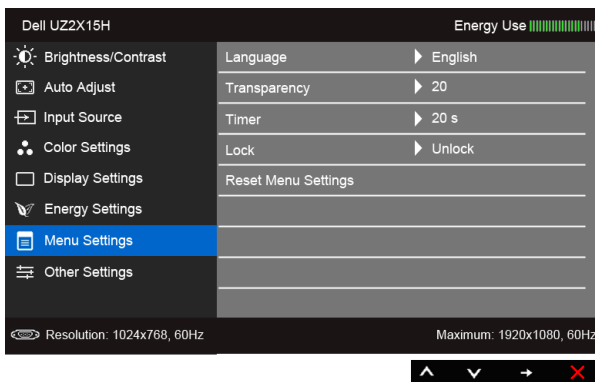 Dell UZ2X15H Energy Use
Brightness/Contrast Language English
Auto Adjust Transparency 20
Input Source Timer 20 s
Color Settings Lock Unlock
Display Settings Reset Menu Settings
Energy Settings
Menu Settings
Other Settings
Resolution: 1024x768, 60Hz Maximum: 1920x1080, 60Hz